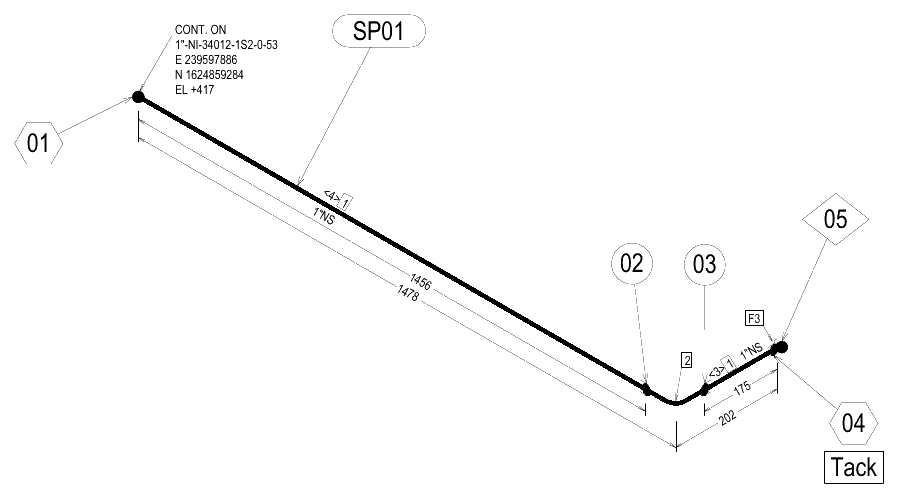 CONT. ON
1"-NI-34012-1S2-0-53
E 239597886
N 1624859284
EL +417
SP01
01
<4> 1
1"NS
1456
1478
02
03
05
F3
2
<3> 1
1"NS
175
202
04
Tack